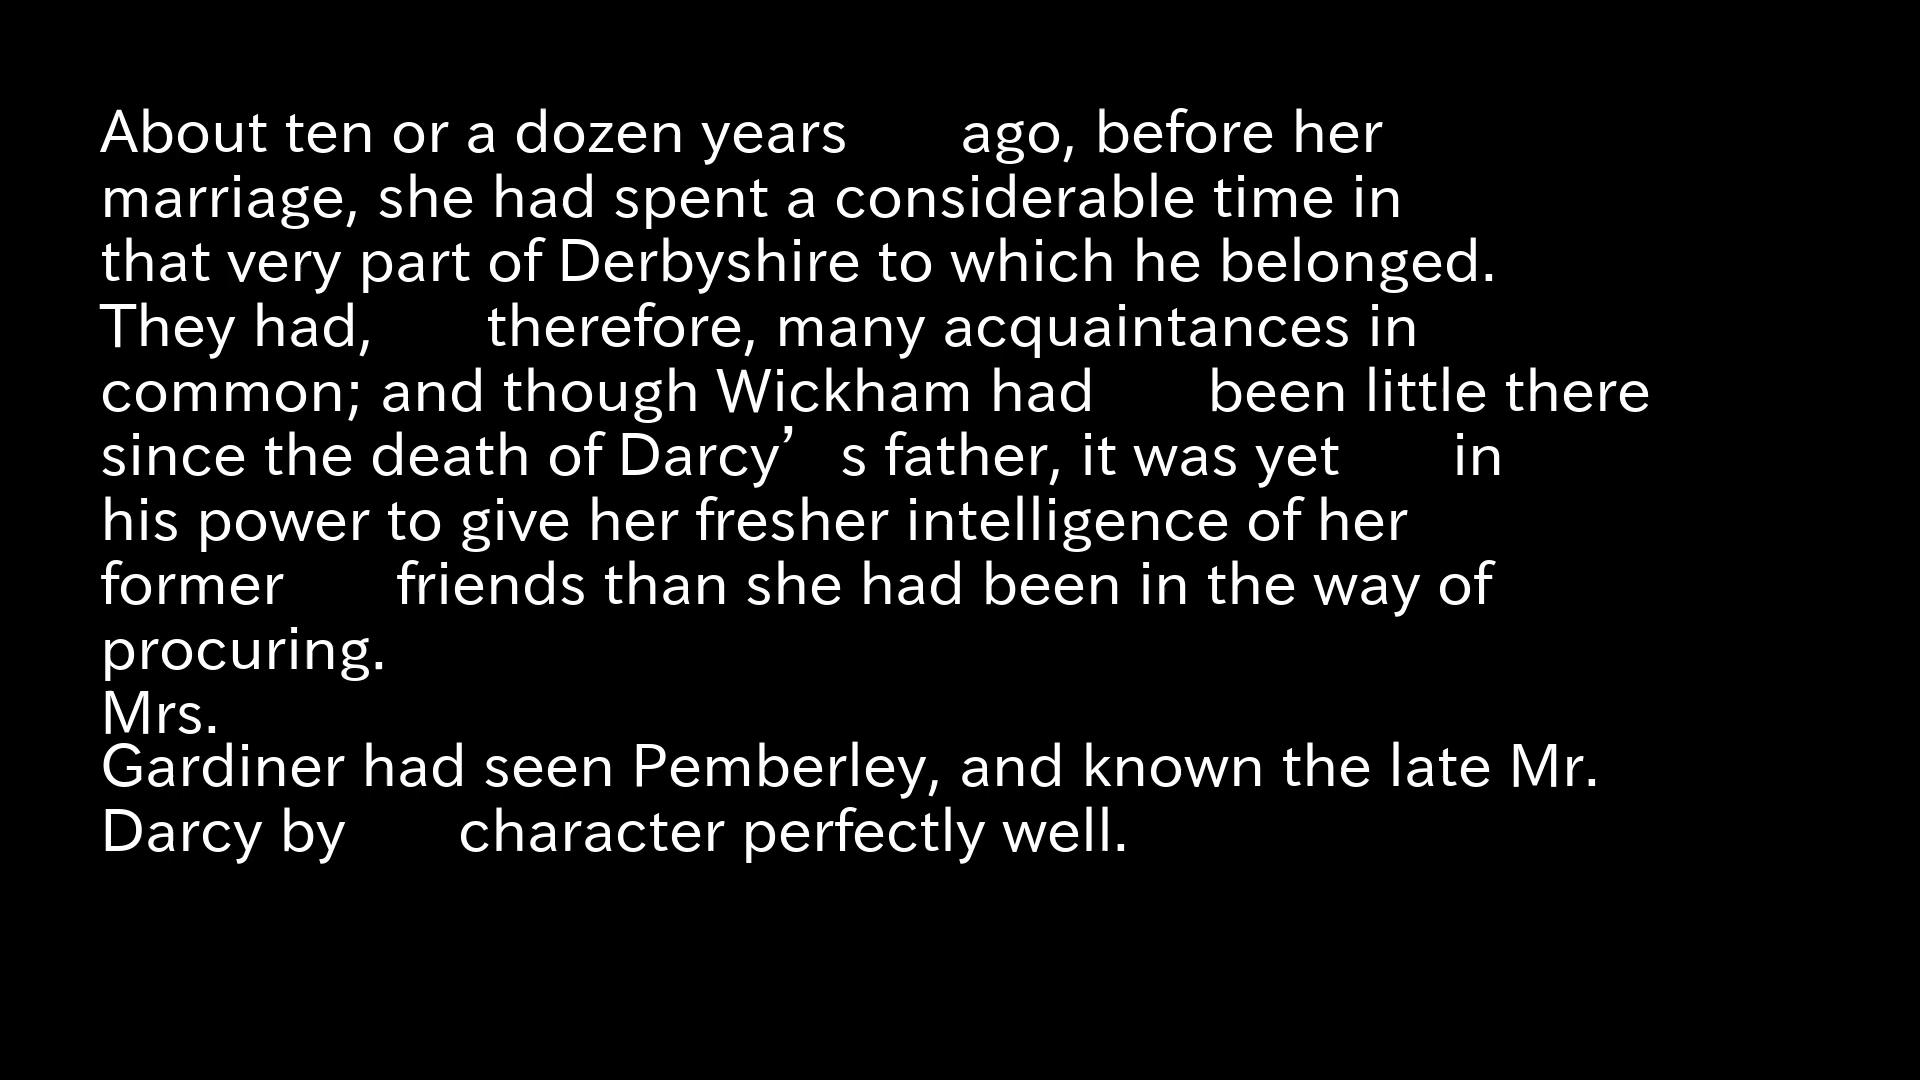 About ten or a dozen years ago, before her
marriage, she had spent a considerable time in
that very part of Derbyshire to which he belonged.
They had, therefore, many acquaintances in
common; and though Wickham had been little there
since the death of Darcy’s father, it was yet in
his power to give her fresher intelligence of her
former friends than she had been in the way of
procuring.
Mrs.
Gardiner had seen Pemberley, and known the late Mr.
Darcy by character perfectly well.